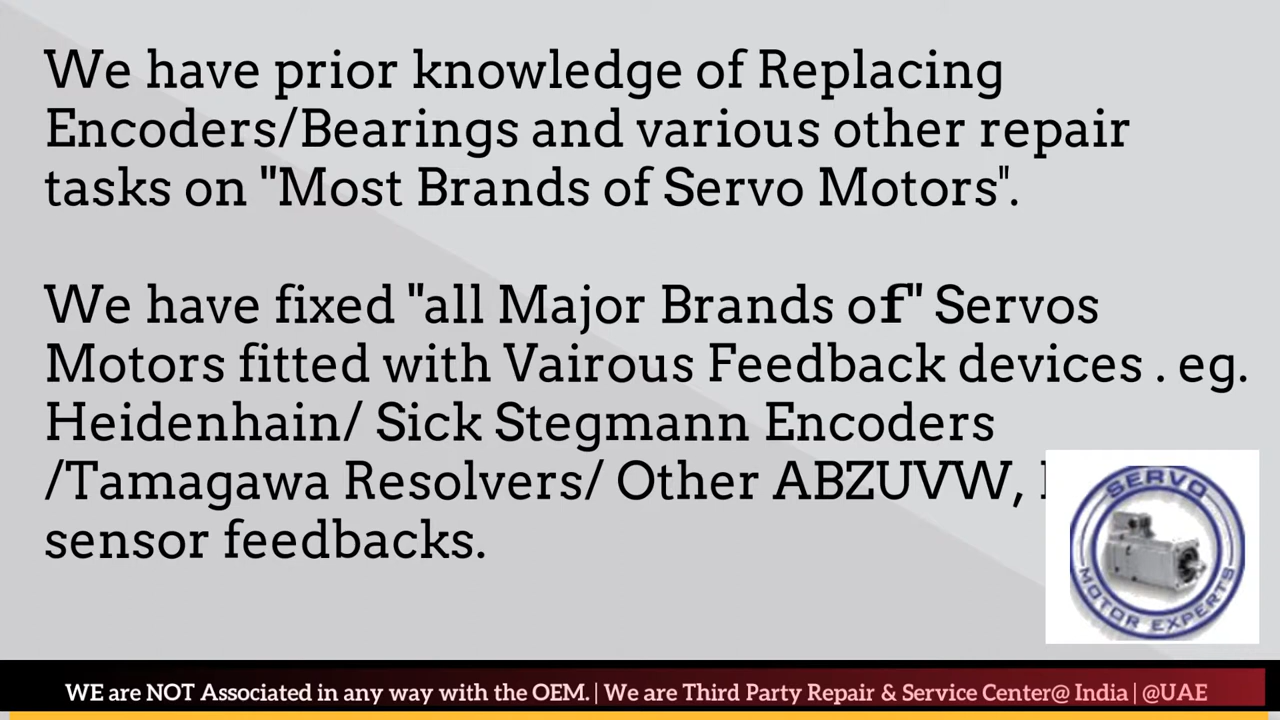 We have prior knowledge of Replacing
Encoders/Bearings and various other repair
tasks on "Most Brands of Servo Motors".
We have fixed "all Major Brands of" Servos
Motors fitted with Vairous Feedback devices . eg.
Heidenhain/ Sick Stegmann Encoders
/Tamagawa Resolvers/ Other ABZUVW,
sensor feedbacks.
SERVO
MOTOR EXPERTS
WE are NOT Associated in any way with the OEM. | We are Third Party Repair & Service Center@ India | @UAE